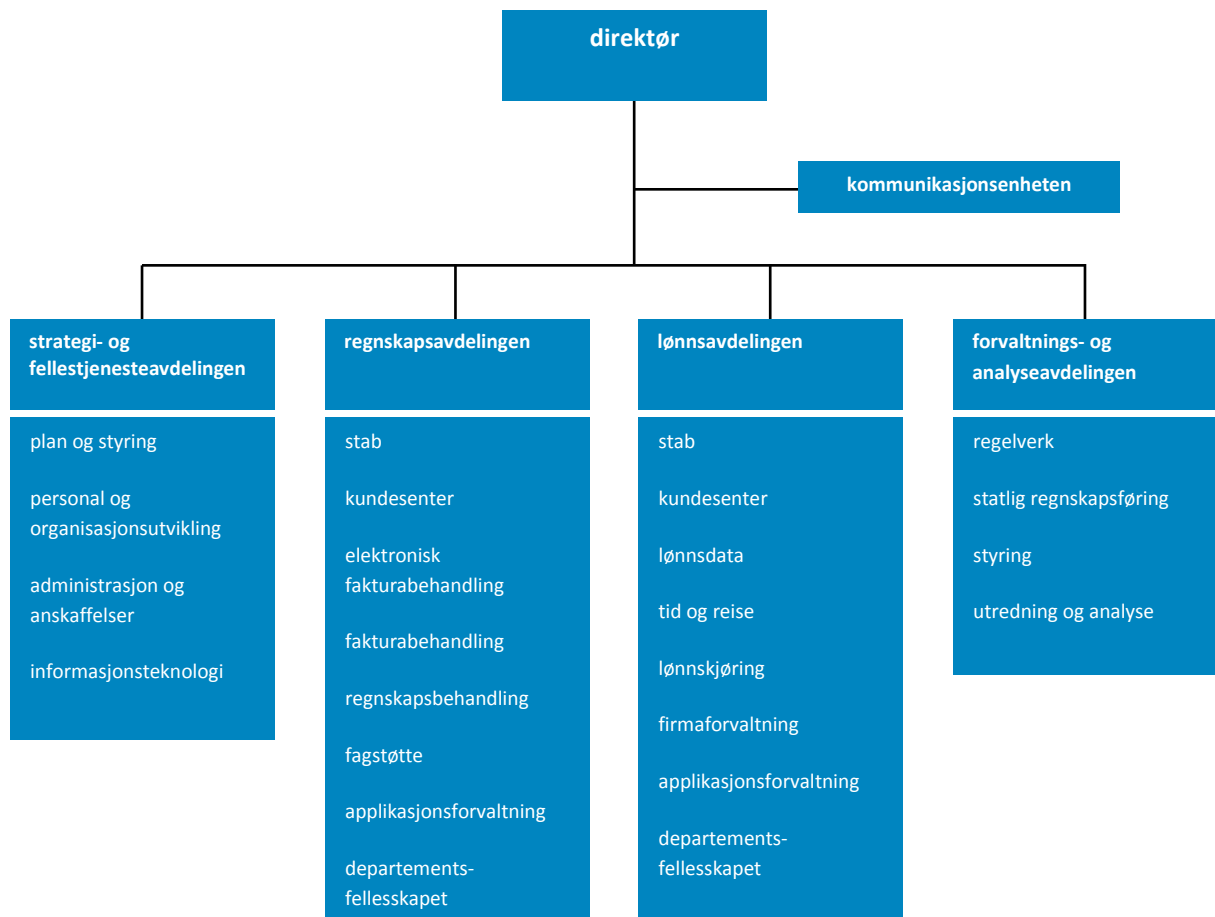 direktør
kommunikasjonsenheten
strategi- og
fellestjenesteavdelingen
plan og styring
personal og
organisasjonsutvikling
administrasjon og
anskaffelser
informasjonsteknologi
regnskapsavdelingen
stab
kundesenter
elektronisk
fakturabehandling
fakturabehandling
regnskapsbehandling
fagstøtte
applikasjonsforvaltning
departements-
fellesskapet
lønnsavdelingen
stab
kundesenter
lønnsdata
tid og reise
lønnskjøring
firmaforvaltning
applikasjonsforvaltning
departements-
fellesskapet
forvaltnings- og
analyseavdelingen
regelverk
statlig regnskapsføring
styring
utredning og analyse